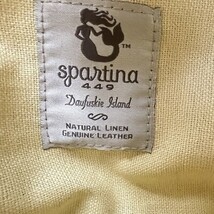 TM
spartina
449
Daufuskie Island
NATURAL LINEN
GENUINE LEATHER